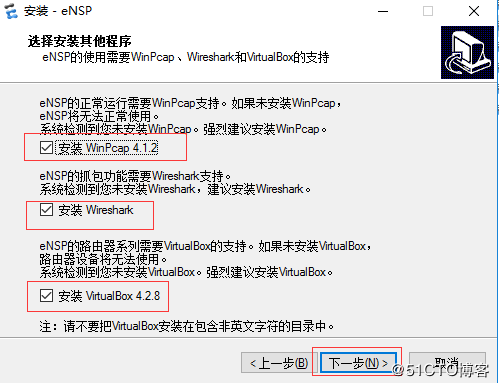 安装 - eNSP
选择安装其他程序
eNSP的使用需要WinPcap、Wireshark和VirtualBox的支持
eNSP的正常运行需要WinPcap支持。如果未安装WinPcap，
eNSP将无法正常使用。
系统检测到您未安装WinPcap。强烈建议安装WinPcap。
安装 WinPcap 4.1.2
eNSP的抓包功能需要Wireshark支持。
系统检测到您未安装Wireshark，建议安装Wireshark。
安装 Wireshark
eNSP的路由器系列需要VirtualBox的支持。如果未安装VirtualBox，
路由器设备将无法使用。
系统检测到您未安装VirtualBox。强烈建议安装VirtualBox。
安装 VirtualBox 4.2.8
注：请不要把VirtualBox安装在包含非英文字符的目录中。
< 上一步(B) 下一步(N) > 取消
@51CTO博客